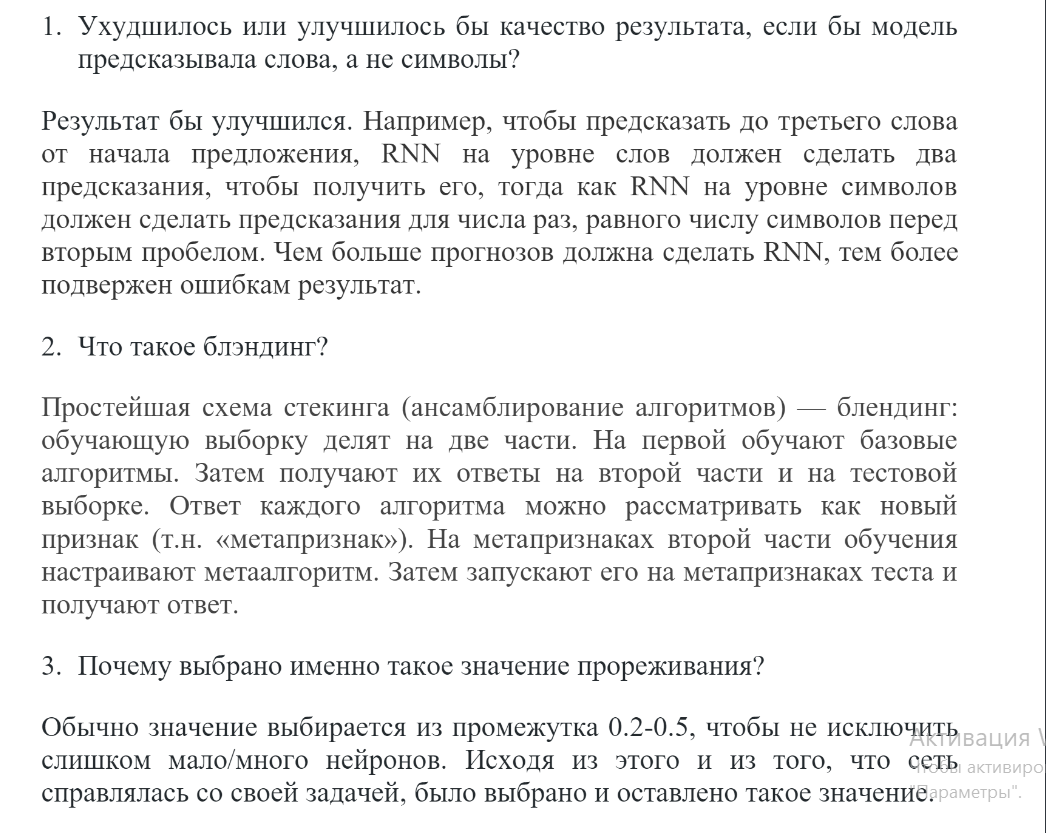 1. Ухудшилось или улучшилось бы качество результата, если бы модель
предсказывала слова, а не символы?
Результат бы улучшился. Например, чтобы предсказать до третьего слова
от начала предложения, RNN на уровне слов должен сделать два
предсказания, чтобы получить его, тогда как RNN на уровне символов
должен сделать предсказания для числа раз, равного числу символов перед
вторым пробелом. Чем больше прогнозов должна сделать RNN, тем более
подвержен ошибкам результат.
2. Что такое блэндинг?
Простейшая схема стекинга (ансамблирование алгоритмов) — блендинг:
обучающую выборку делят на две части. На первой обучают базовые
алгоритмы. Затем получают их ответы на второй части и на тестовой
выборке. Ответ каждого алгоритма можно рассматривать как новый
признак (т.н. «метапризнак»). На метапризнаках второй части обучения
настраивают метаалгоритм. Затем запускают его на метапризнаках теста и
получают ответ.
3. Почему выбрано именно такое значение прореживания?
Обычно значение выбирается из промежутка 0.2-0.5, чтобы не исключить
слишком мало/много нейронов. Исходя из этого и из того, что сеть
справлялась со своей задачей, было выбрано и оставлено такое значение.
Активация
Чтобы активиро
"Параметры".